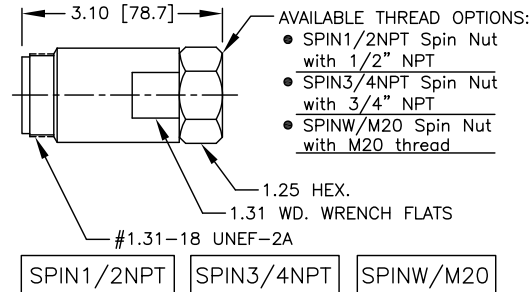 3.10 [78.7]
AVAILABLE THREAD OPTIONS:
● SPIN1/2NPT Spin Nut
with 1/2" NPT
● SPIN3/4NPT Spin Nut
with 3/4" NPT
● SPINW/M20 Spin Nut
with M20 thread
1.25 HEX.
1.31 WD. WRENCH FLATS
#1.31-18 UNEF-2A
SPIN1/2NPT
SPIN3/4NPT
SPINW/M20